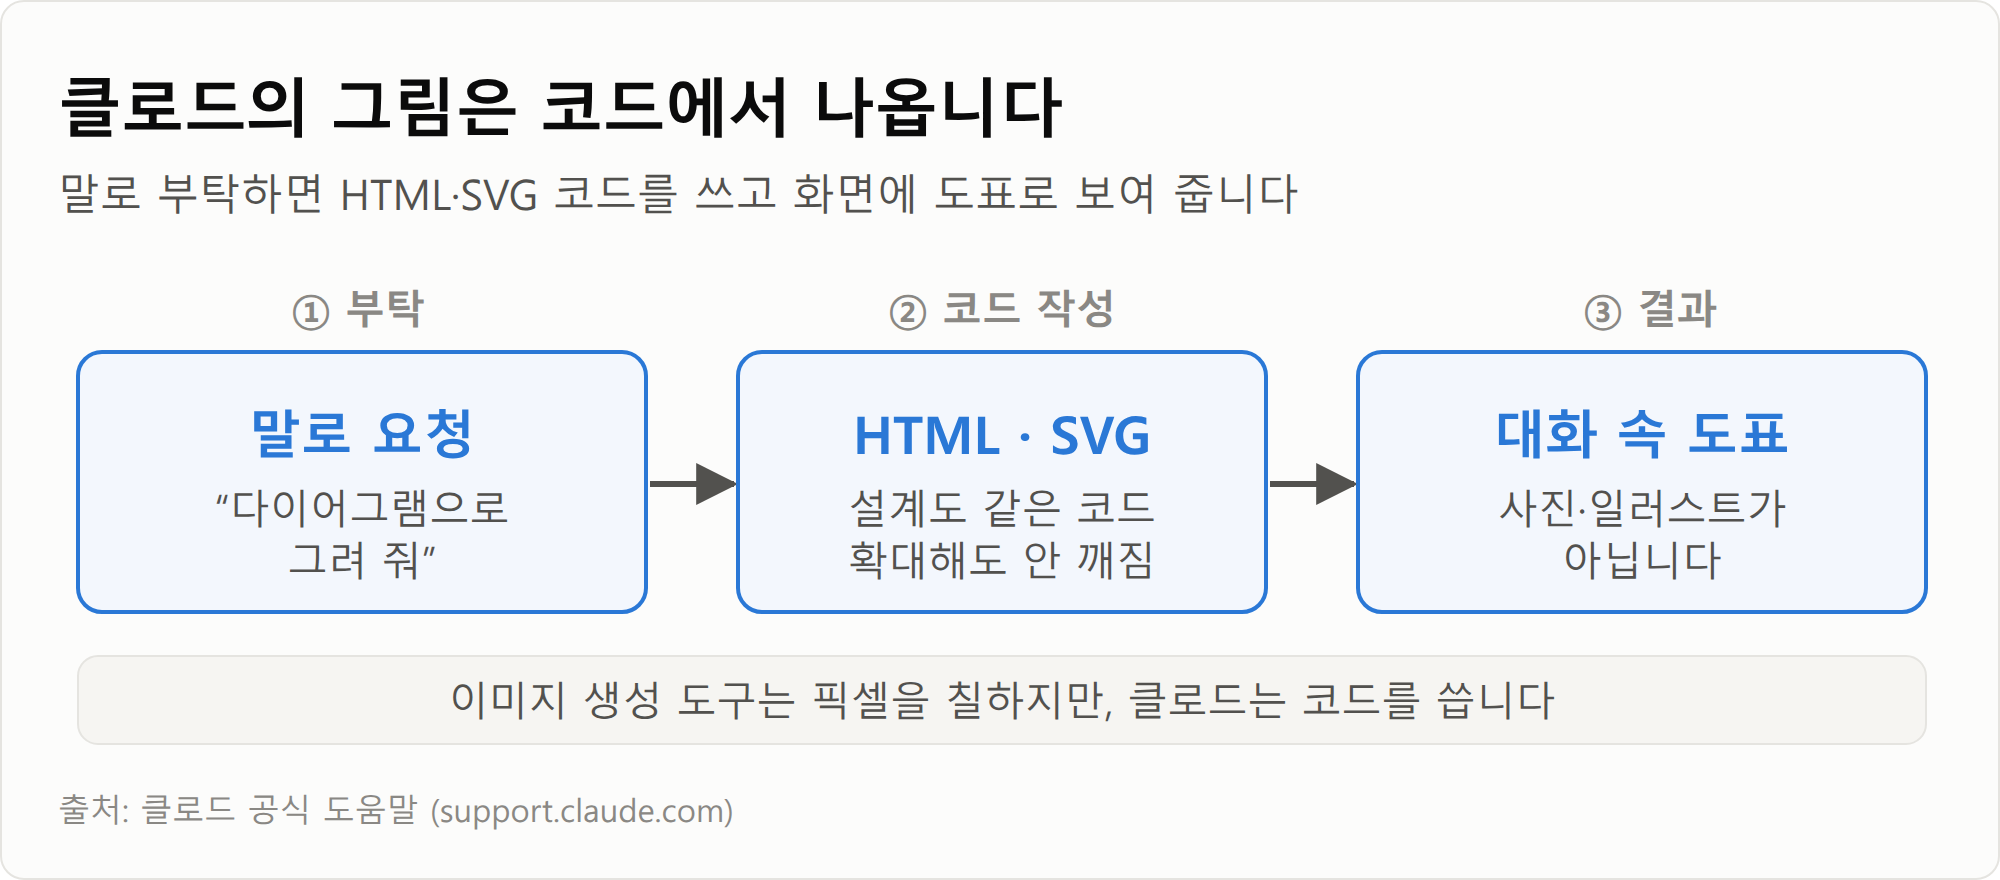 클로드의 그림은 코드에서 나옵니다
말로 부탁하면 HTML·SVG 코드를 쓰고 화면에 도표로 보여 줍니다
① 부탁
말로 요청
“다이어그램으로
그려 줘”
② 코드 작성
HTML · SVG
설계도 같은 코드
확대해도 안 깨짐
③ 결과
대화 속 도표
사진·일러스트가
아닙니다
이미지 생성 도구는 픽셀을 칠하지만, 클로드는 코드를 씁니다
출처: 클로드 공식 도움말 (support.claude.com)